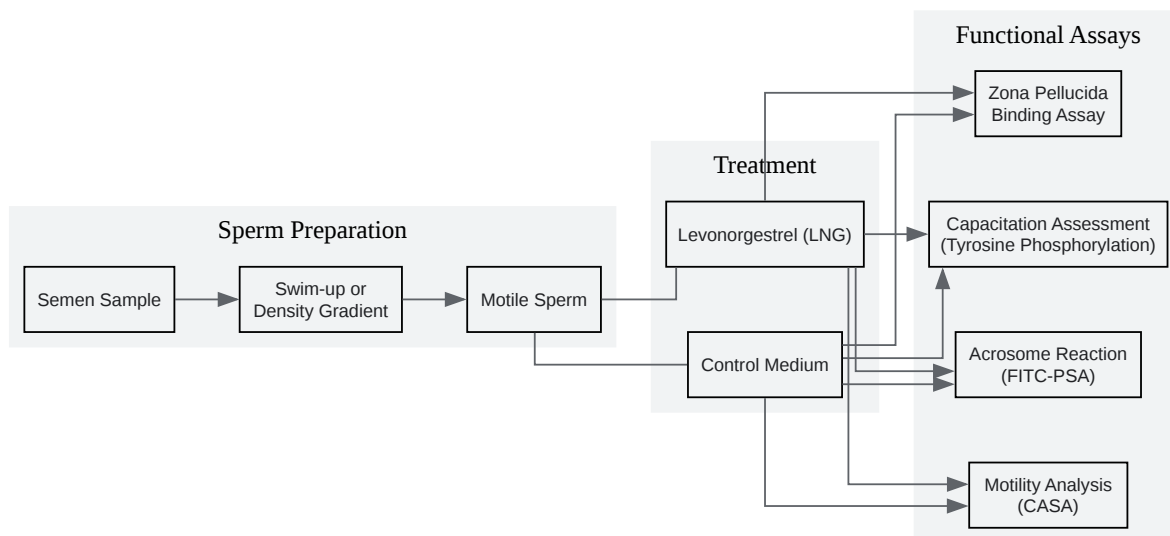 Functional Assays
Zona Pellucida
Binding Assay
Treatment
Sperm Preparation
Levonorgestrel (LNG)
Capacitation Assessment
(Tyrosine Phosphorylation)
Semen Sample
Swim-up or
Density Gradient
Motile Sperm
Control Medium
Acrosome Reaction
(FITC-PSA)
Motility Analysis
(CASA)